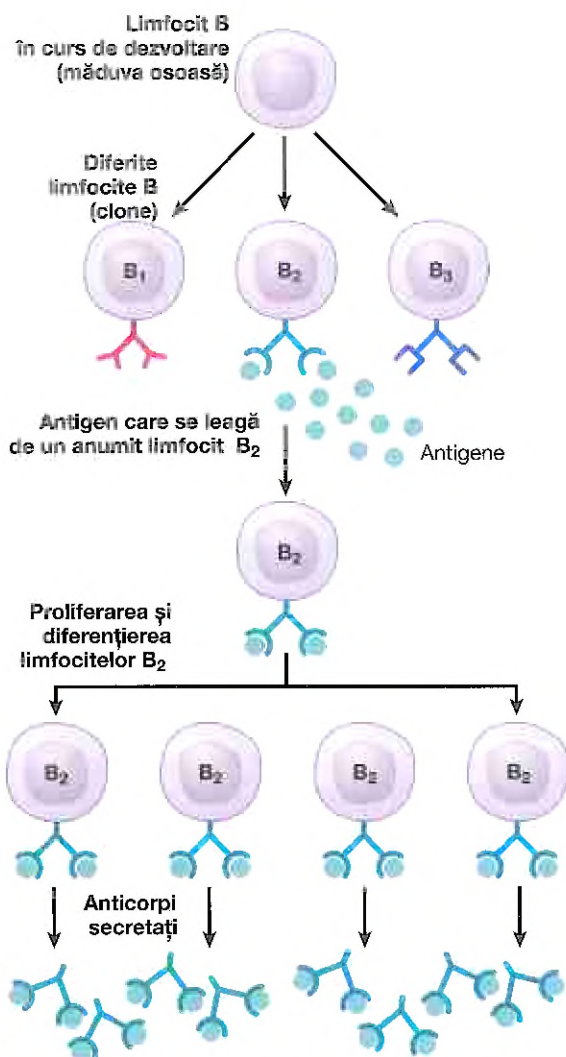 Limfocit B
în curs de dezvoltare
(măduva osoasă)
Diferite
limfocite B
(clone)
B₁
B₂
B₃
Antigen care se leagă
de un anumit limfocit B₂
Antigene
B₂
Proliferarea și
diferențierea
limfocitelor B₂
B₂
B₂
B₂
B₂
Anticorpi
secretați